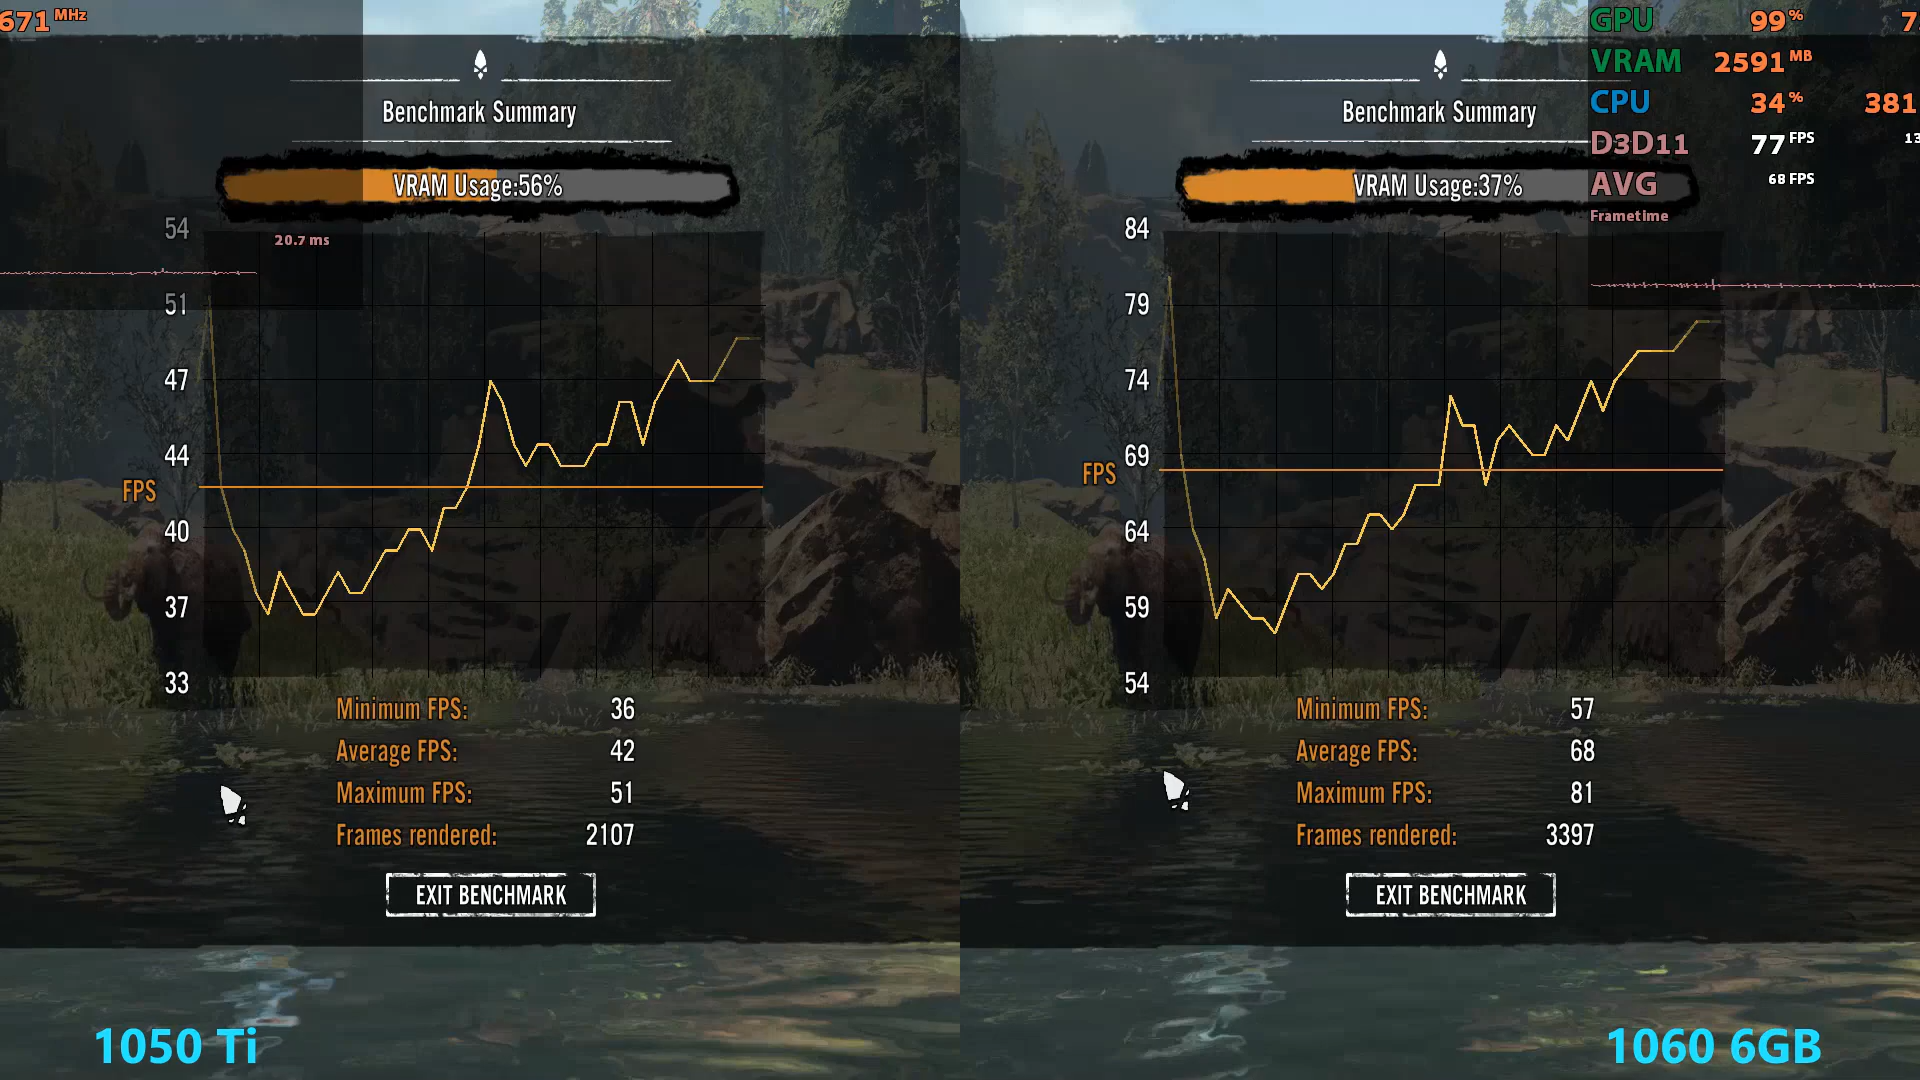 671 MHz
Benchmark Summary
VRAM Usage:56%
20.7 ms
54
51
47
44
FPS
40
37
33
Minimum FPS: 36
Average FPS: 42
Maximum FPS: 51
Frames rendered: 2107
EXIT BENCHMARK
1050 Ti
GPU 99% 7
VRAM 2591 MB
CPU 34% 381
D3D11 77 FPS 13
AVG 68 FPS
Frametime
Benchmark Summary
VRAM Usage:37%
84
79
74
69
FPS
64
59
54
Minimum FPS: 57
Average FPS: 68
Maximum FPS: 81
Frames rendered: 3397
EXIT BENCHMARK
1060 6GB